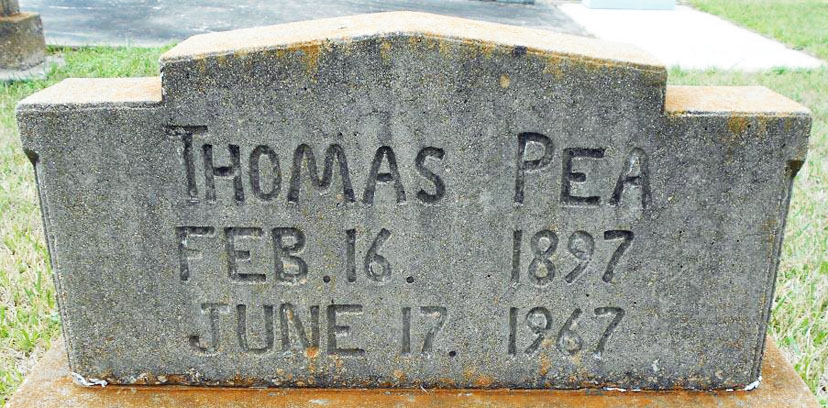 THOMAS PEA
FEB. 16. 1897
JUNE 17. 1967